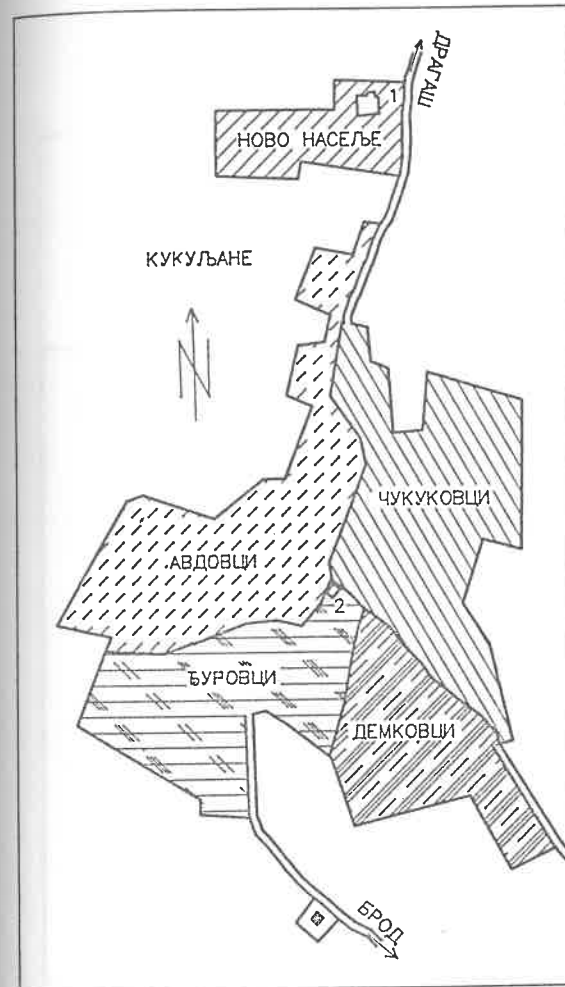 ДРАГАШ
1
НОВО НАСЕЉЕ
КУКУЉАНЕ
N
ЧУКУКОВЦИ
АВДОВЦИ
2
ЂУРОВЦИ
ДЕМКОВЦИ
БРОД